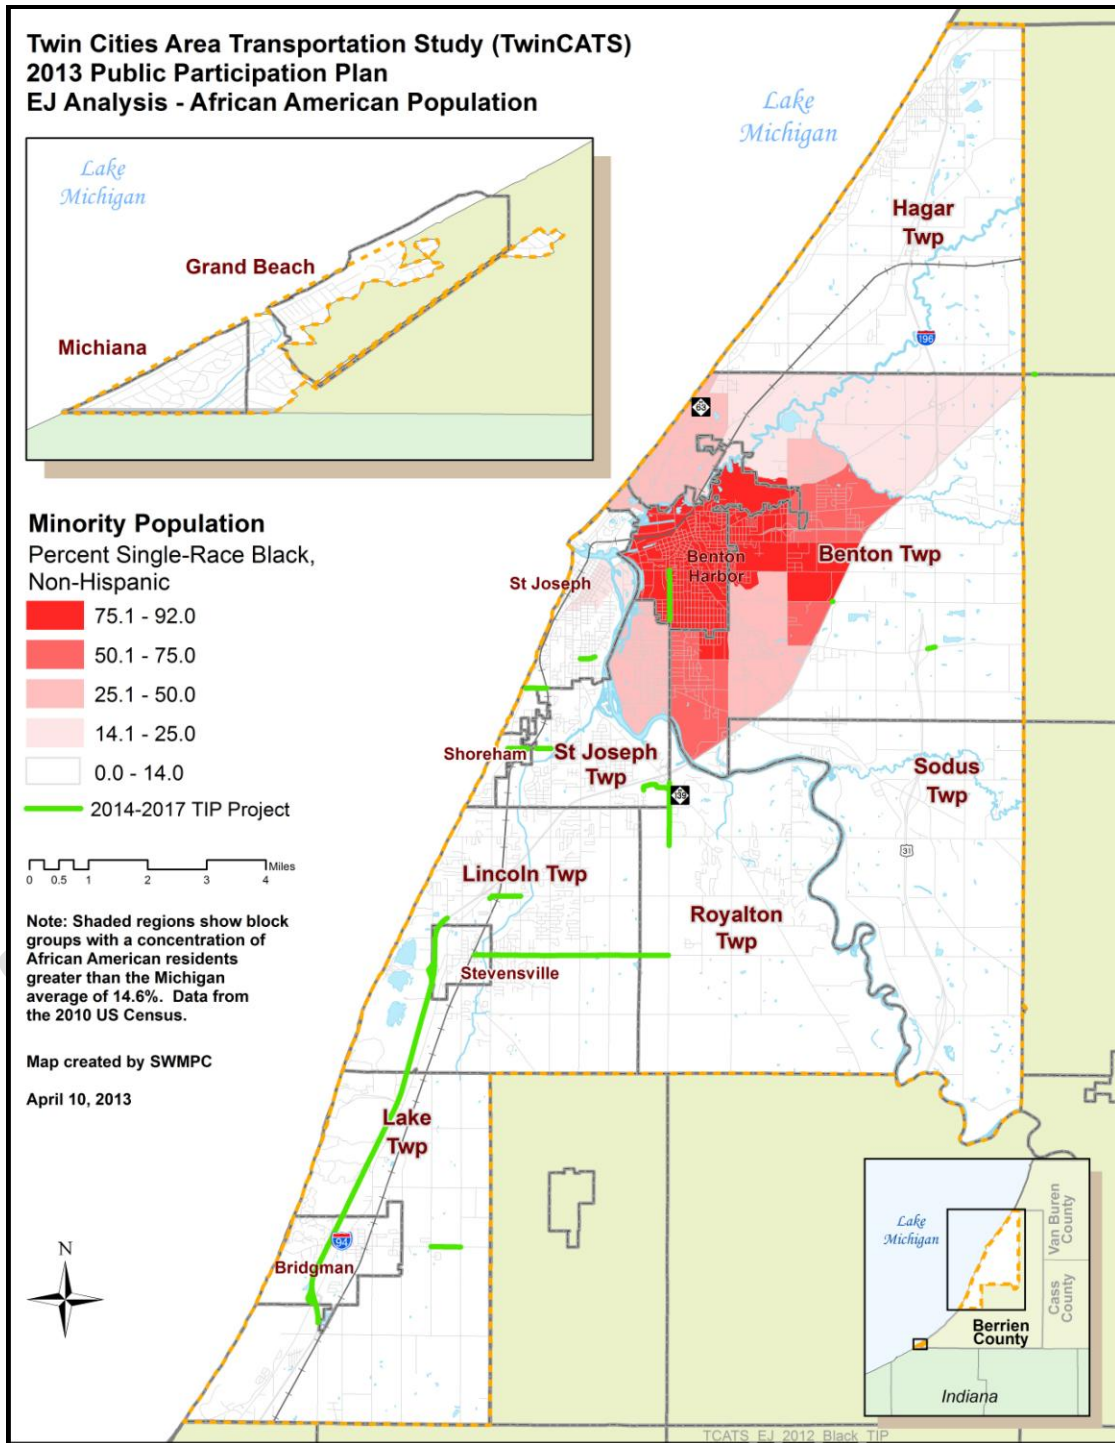 Twin Cities Area Transportation Study (TwinCATS)
2013 Public Participation Plan
EJ Analysis - African American Population
Lake
Michigan
Grand Beach
Michiana
Lake
Michigan
Hagar
Twp
196
63
Benton Twp
Benton
Harbor
St Joseph
Shoreham
St Joseph
Twp
Sodus
Twp
139
31
Lincoln Twp
Royalton
Twp
Stevensville
Lake
Twp
94
Bridgman
Minority Population
Percent Single-Race Black,
Non-Hispanic
75.1 - 92.0
50.1 - 75.0
25.1 - 50.0
14.1 - 25.0
0.0 - 14.0
2014-2017 TIP Project
Miles
0 0.5 1 2 3 4
Note: Shaded regions show block
groups with a concentration of
African American residents
greater than the Michigan
average of 14.6%. Data from
the 2010 US Census.
Map created by SWMPC
April 10, 2013
N
Lake
Michigan
Van Buren
County
Cass
County
Berrien
County
Indiana
TCATS_EJ_2012_Black_TIP